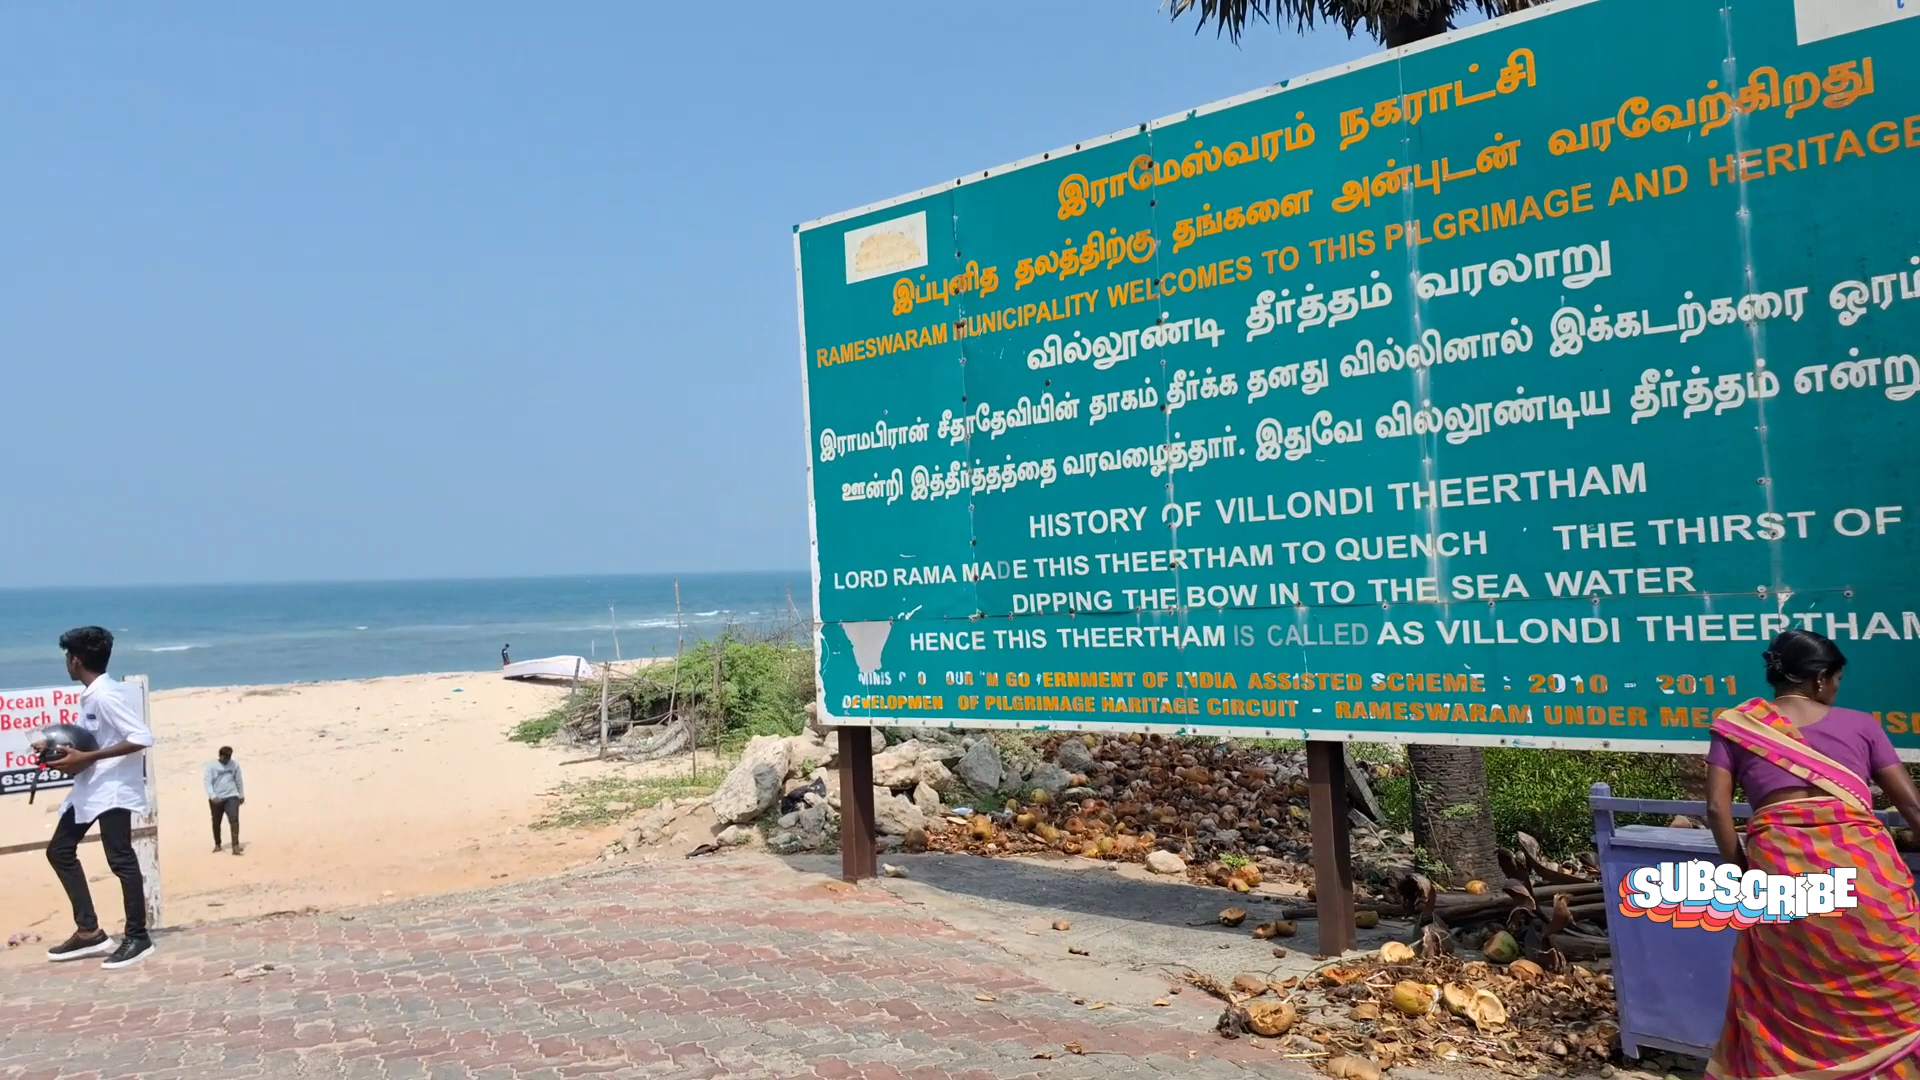 இராமேஸ்வரம் நகராட்சி
இப்புனித தலத்திற்கு தங்களை அன்புடன் வரவேற்கிறது
RAMESWARAM MUNICIPALITY WELCOMES TO THIS PILGRIMAGE AND HERITAGE
வில்லூண்டி தீர்த்தம் வரலாறு
இராமபிரான் சீதாதேவியின் தாகம் தீர்க்க தனது வில்லினால் இக்கடற்கரை ஓரம்
ஊன்றி இத்தீர்த்தத்தை வரவழைத்தார். இதுவே வில்லூண்டிய தீர்த்தம் என்று
HISTORY OF VILLONDI THEERTHAM
LORD RAMA MADE THIS THEERTHAM TO QUENCH THE THIRST OF
DIPPING THE BOW IN TO THE SEA WATER
HENCE THIS THEERTHAM IS CALLED AS VILLONDI THEERTHAM
GOVERNMENT OF INDIA ASSISTED SCHEME : 2010 - 2011
DEVELOPMEN OF PILGRIMAGE HARITAGE CIRCUIT - RAMESWARAM UNDER
Ocean
Beach
63849
SUBSCRIBE